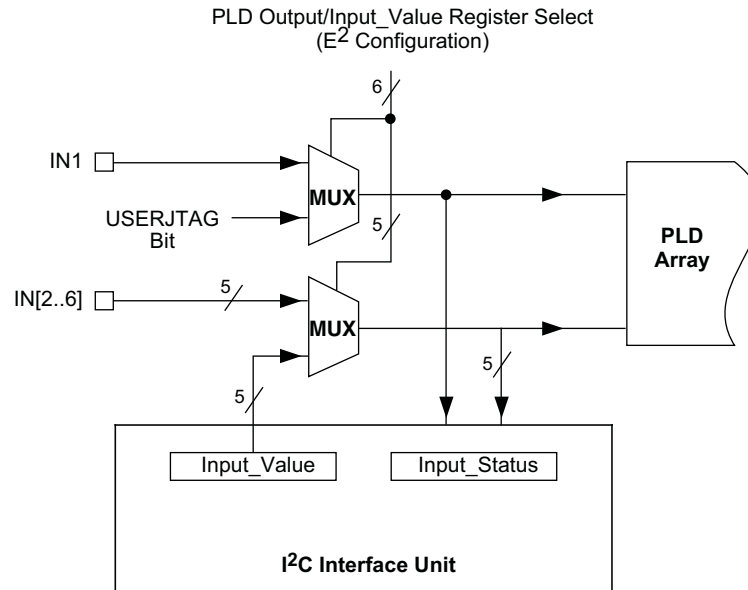 PLD Output/Input_Value Register Select
(E² Configuration)
6
IN1
MUX
USERJTAG
Bit
5
PLD
Array
IN[2..6]
5
MUX
5
5
Input_Value
Input_Status
I²C Interface Unit